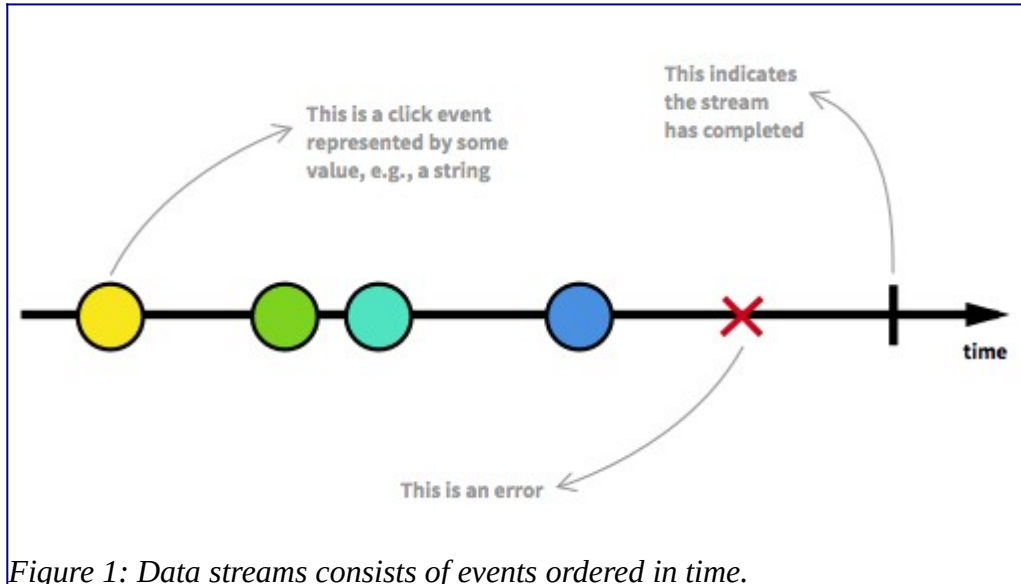 This indicates
the stream
has completed
This is a click event
represented by some
value, e.g., a string
time
This is an error
Figure 1: Data streams consists of events ordered in time.